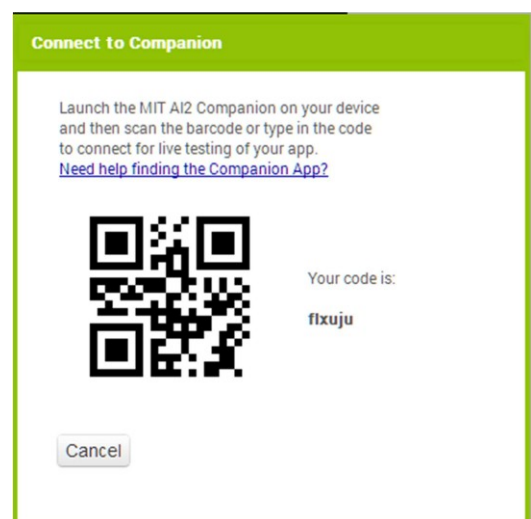 Connect to Companion
Launch the MIT AI2 Companion on your device
and then scan the barcode or type in the code
to connect for live testing of your app.
Need help finding the Companion App?
Your code is:
flxuju
Cancel